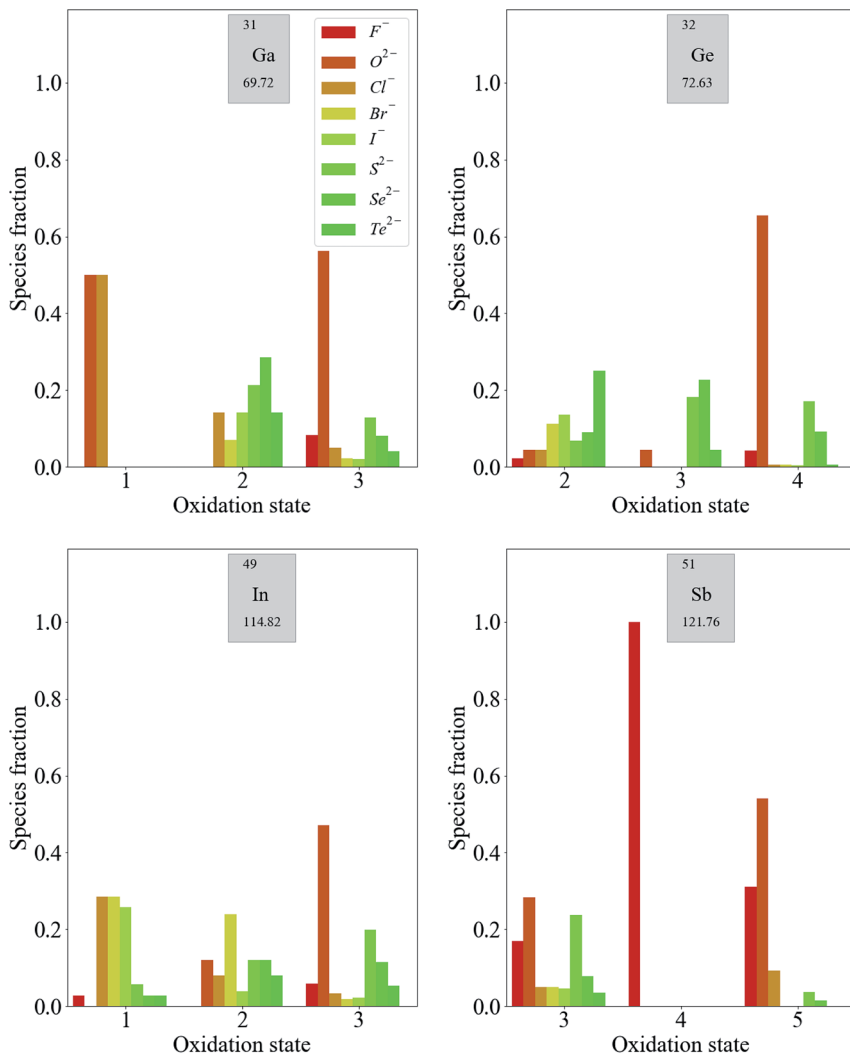 31
Ga
69.72
F⁻
O²⁻
Cl⁻
Br⁻
I⁻
S²⁻
Se²⁻
Te²⁻
1.0
0.8
0.6
0.4
0.2
0.0
Species fraction
1 2 3
Oxidation state
32
Ge
72.63
1.0
0.8
0.6
0.4
0.2
0.0
Species fraction
2 3 4
Oxidation state
49
In
114.82
1.0
0.8
0.6
0.4
0.2
0.0
Species fraction
1 2 3
Oxidation state
51
Sb
121.76
1.0
0.8
0.6
0.4
0.2
0.0
Species fraction
3 4 5
Oxidation state